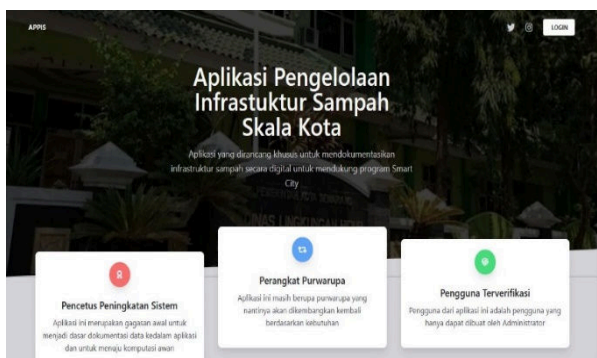 APPIS
LOGIN
Aplikasi Pengelolaan
Infrastuktur Sampah
Skala Kota
Aplikasi yang dirancang khusus untuk mendokumentasikan
infrastruktur sampah secara digital untuk mendukung program Smart
City
DINAS LINGKUNGAN HIDUP
Pencetus Peningkatan Sistem
Aplikasi ini merupakan gagasan awal untuk
menjadi dasar dokumentasi data kedalam aplikasi
dan untuk menuju komputasi awan
Perangkat Purwarupa
Aplikasi ini masih berupa purwarupa yang
nantinya akan dikembangkan kembali
berdasarkan kebutuhan
Pengguna Terverifikasi
Pengguna dari aplikasi ini adalah pengguna yang
hanya dapat dibuat oleh Administrator